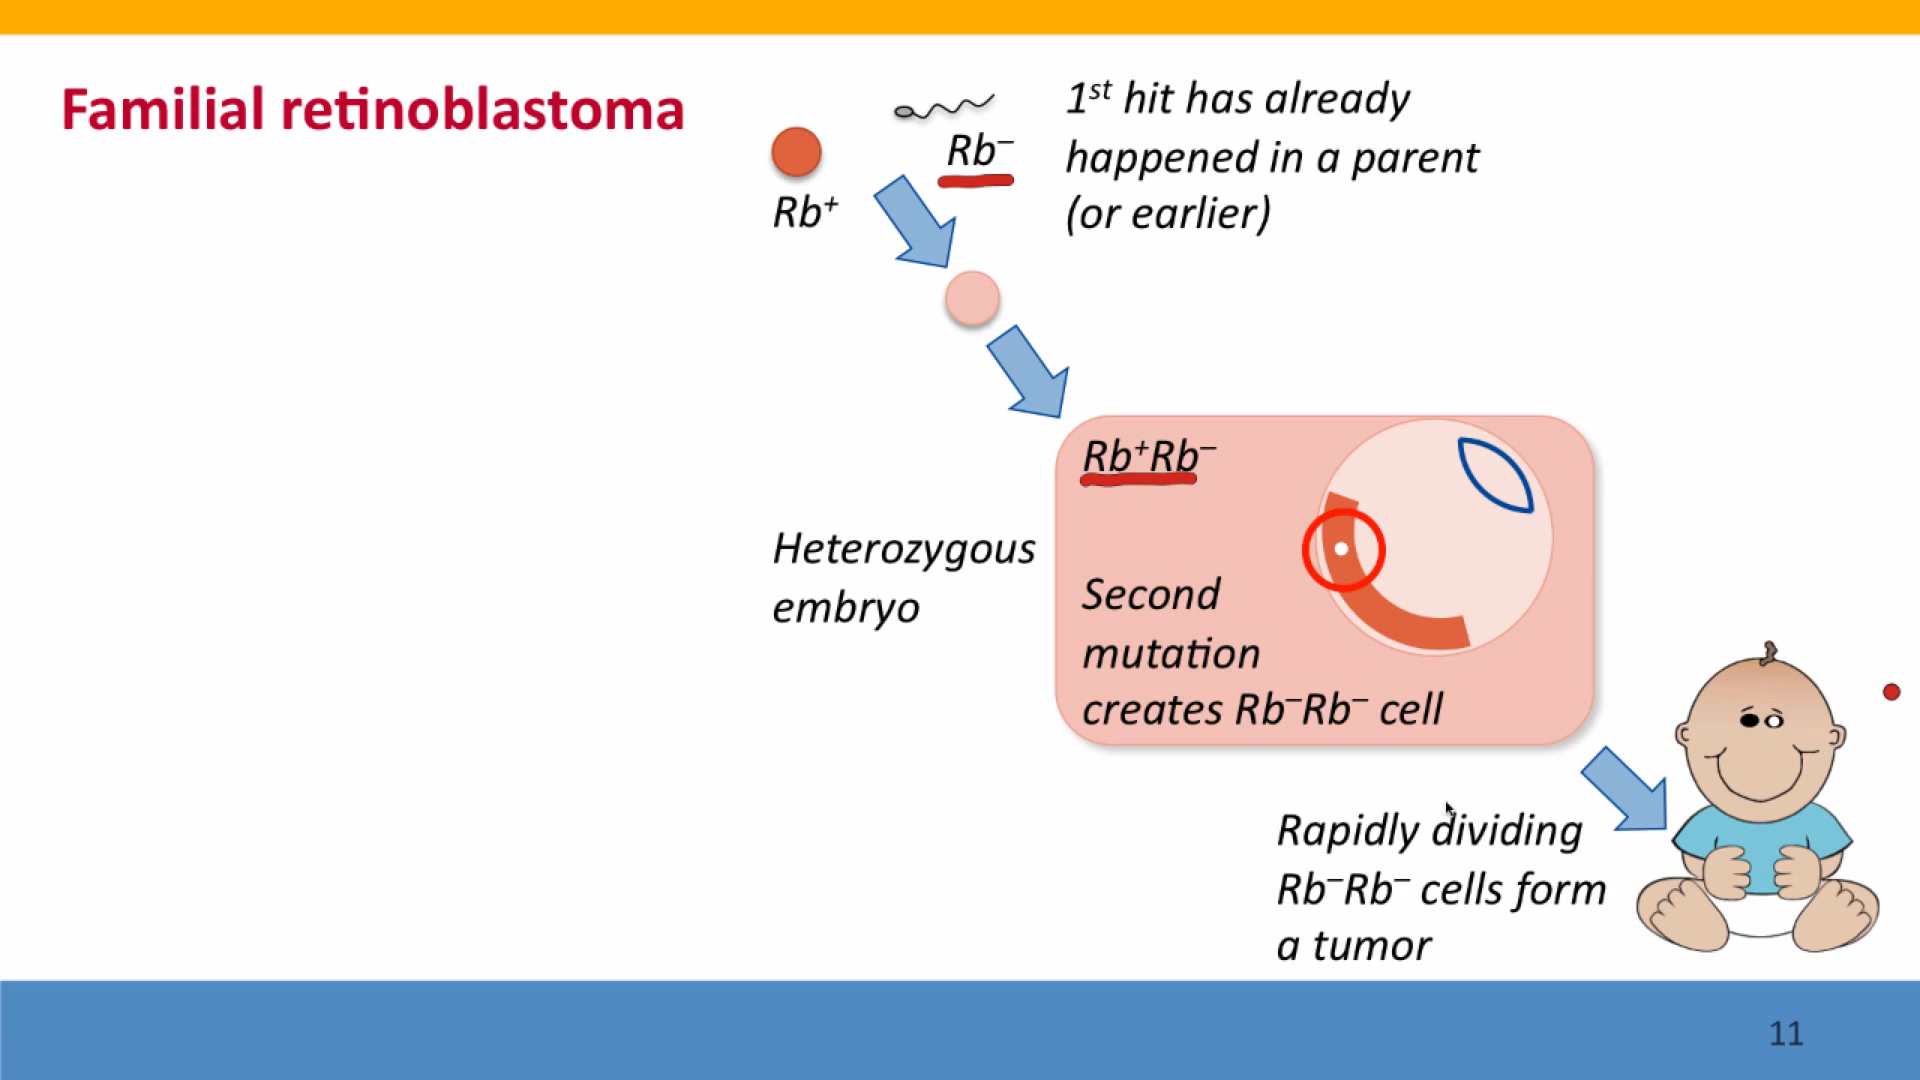 Familial retinoblastoma
1ˢᵗ hit has already
happened in a parent
(or earlier)
Rb⁻
Rb⁺
Rb⁺Rb⁻
Heterozygous
embryo
Second
mutation
creates Rb⁻Rb⁻ cell
Rapidly dividing
Rb⁻Rb⁻ cells form
a tumor
11